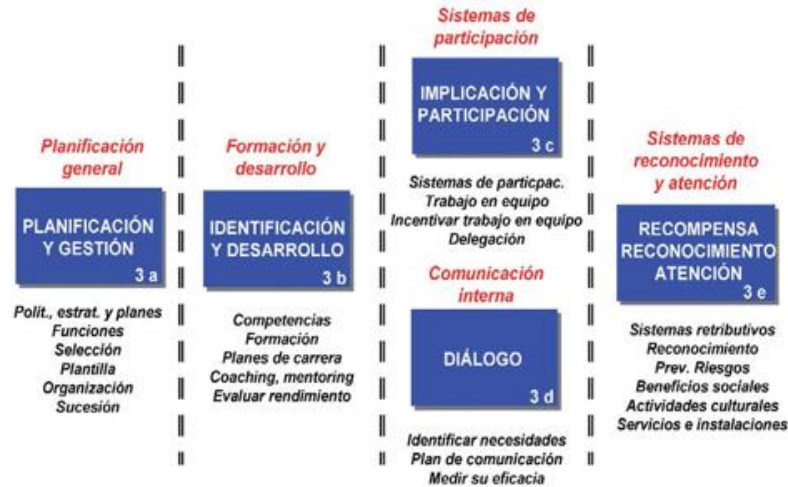 Planificación
general
PLANIFICACIÓN
Y GESTIÓN
3 a
Polit., estrat. y planes
Funciones
Selección
Plantilla
Organización
Sucesión
Formación y
desarrollo
IDENTIFICACIÓN
Y DESARROLLO
3 b
Competencias
Formación
Planes de carrera
Coaching, mentoring
Evaluar rendimiento
Sistemas de
participación
IMPLICACIÓN Y
PARTICIPACIÓN
3 c
Sistemas de particpac.
Trabajo en equipo
Incentivar trabajo en equipo
Delegación
Comunicación
interna
DIÁLOGO
3 d
Identificar necesidades
Plan de comunicación
Medir su eficacia
Sistemas de
reconocimiento
y atención
RECOMPENSA
RECONOCIMIENTO
ATENCIÓN
3 e
Sistemas retributivos
Reconocimiento
Prev. Riesgos
Beneficios sociales
Actividades culturales
Servicios e instalaciones